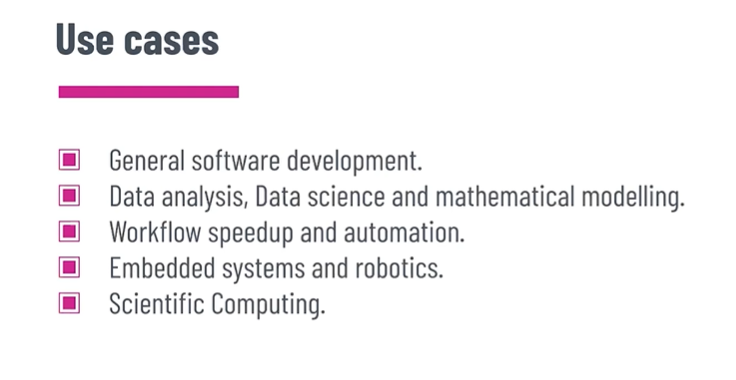 Use cases
General software development.
Data analysis, Data science and mathematical modelling.
Workflow speedup and automation.
Embedded systems and robotics.
Scientific Computing.